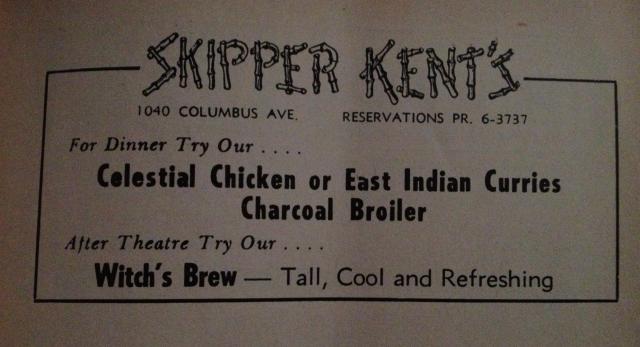 SKIPPER KENT'S
1040 COLUMBUS AVE. RESERVATIONS PR. 6-3737
For Dinner Try Our . . . .
Celestial Chicken or East Indian Curries
Charcoal Broiler
After Theatre Try Our . . . .
Witch's Brew — Tall, Cool and Refreshing